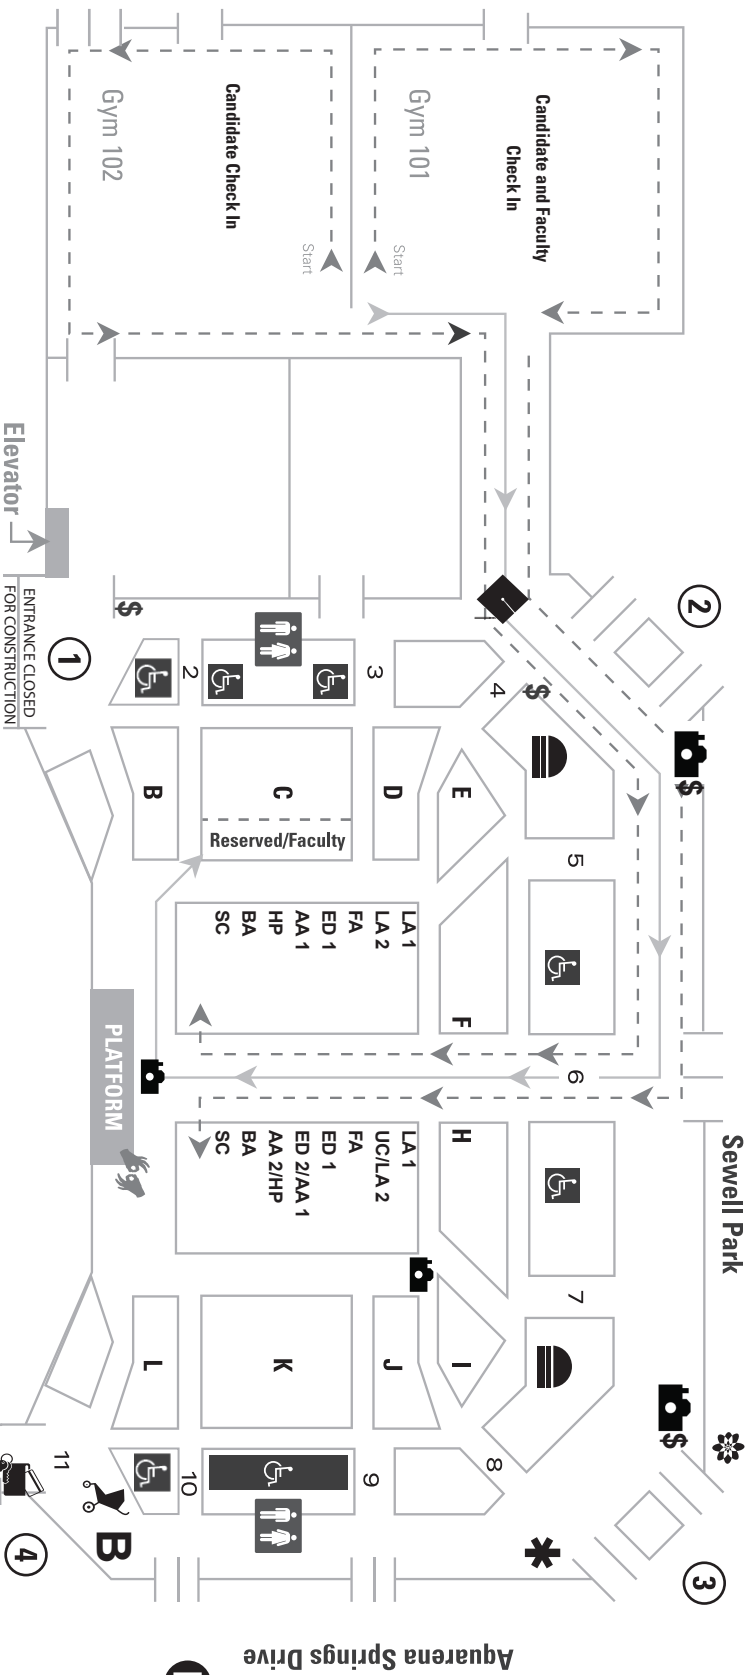 Candidate and Faculty
Check In
Gym 101
Start
Candidate Check In
Gym 102
Start
Elevator
ENTRANCE CLOSED
FOR CONSTRUCTION
1
2
$
2
3
4
$
$
B
C
Reserved/Faculty
D
E
5
LA 1
LA 2
FA
ED 1
AA 1
HP
BA
SC
F
6
PLATFORM
Sewell Park
LA 1
UC/LA 2
FA
ED 1
ED 2/AA 1
AA 2/HP
BA
SC
H
7
I
J
K
L
$
8
9
10
11
B
*
3
4
Aquarena Springs Drive